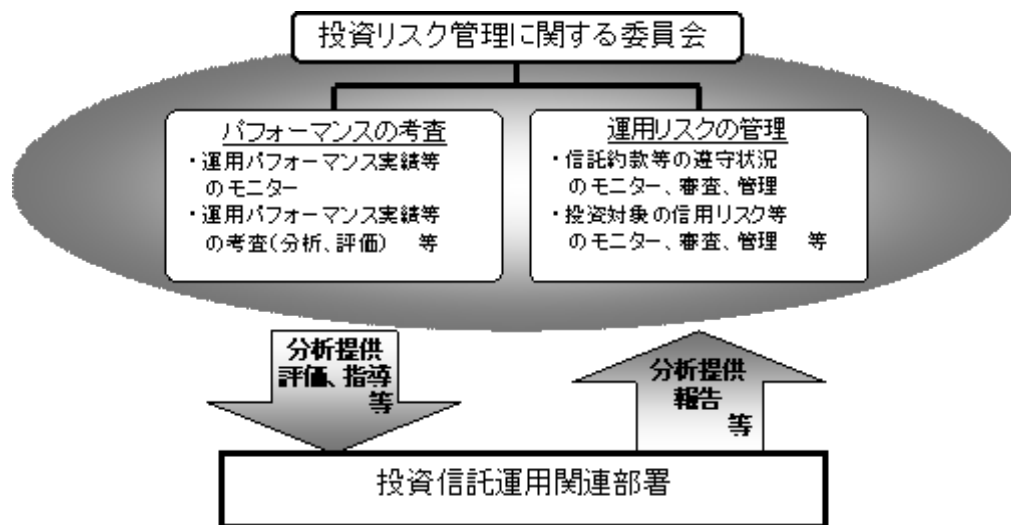 投資リスク管理に関する委員会
パフォーマンスの考査
・運用パフォーマンス実績等
のモニター
・運用パフォーマンス実績等
の考査(分析、評価) 等
運用リスクの管理
・信託約款等の遵守状況
のモニター、審査、管理
・投資対象の信用リスク等
のモニター、審査、管理 等
分析提供
評価、指導
等
分析提供
報告
等
投資信託運用関連部署